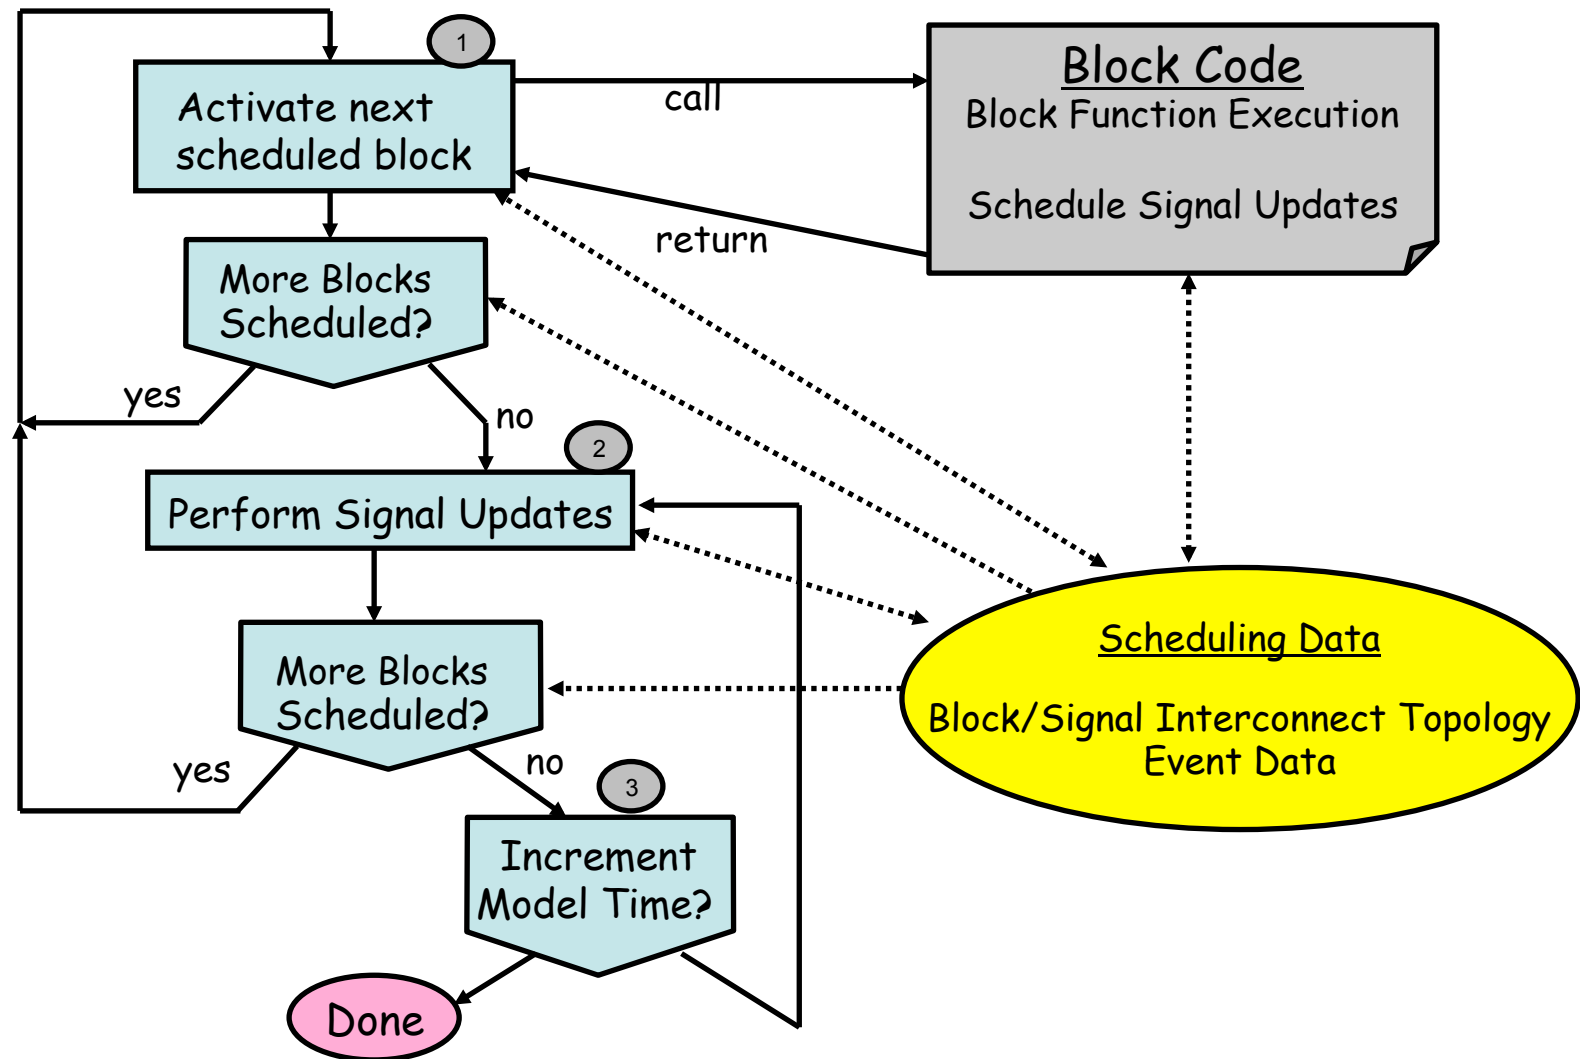 1
Activate next
scheduled block
call
Block Code
Block Function Execution
Schedule Signal Updates
return
More Blocks
Scheduled?
yes
no
2
Perform Signal Updates
Scheduling Data
Block/Signal Interconnect Topology
Event Data
More Blocks
Scheduled?
yes
no
3
Increment
Model Time?
Done